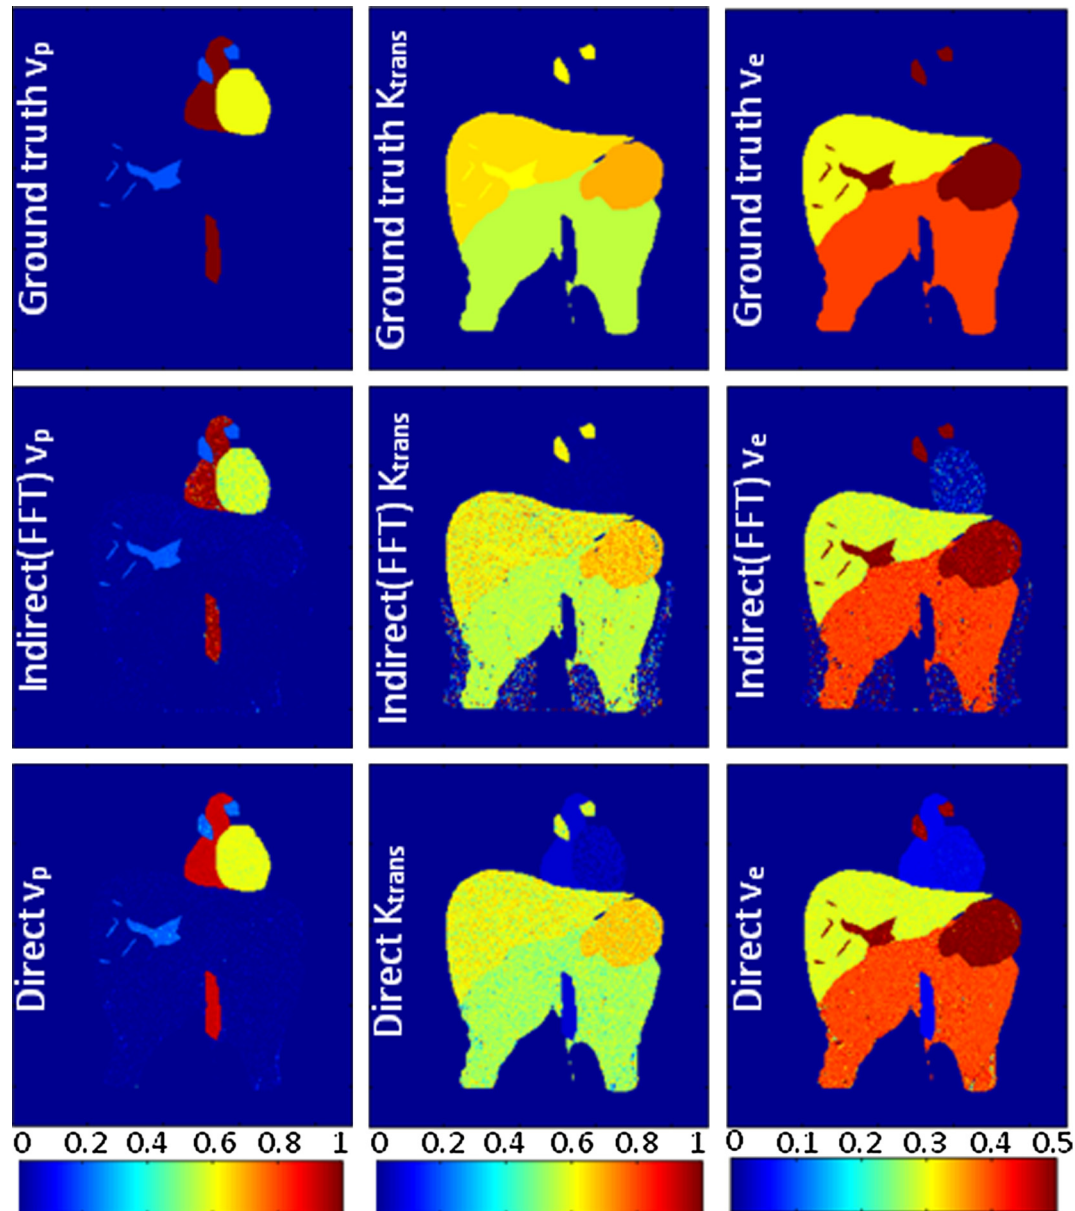 Ground truth vp
Ground truth Ktrans
Ground truth ve
Indirect(FFT) vp
Indirect(FFT) Ktrans
Indirect(FFT) ve
Direct vp
Direct Ktrans
Direct ve
0 0.2 0.4 0.6 0.8 1
0 0.2 0.4 0.6 0.8 1
0 0.1 0.2 0.3 0.4 0.5